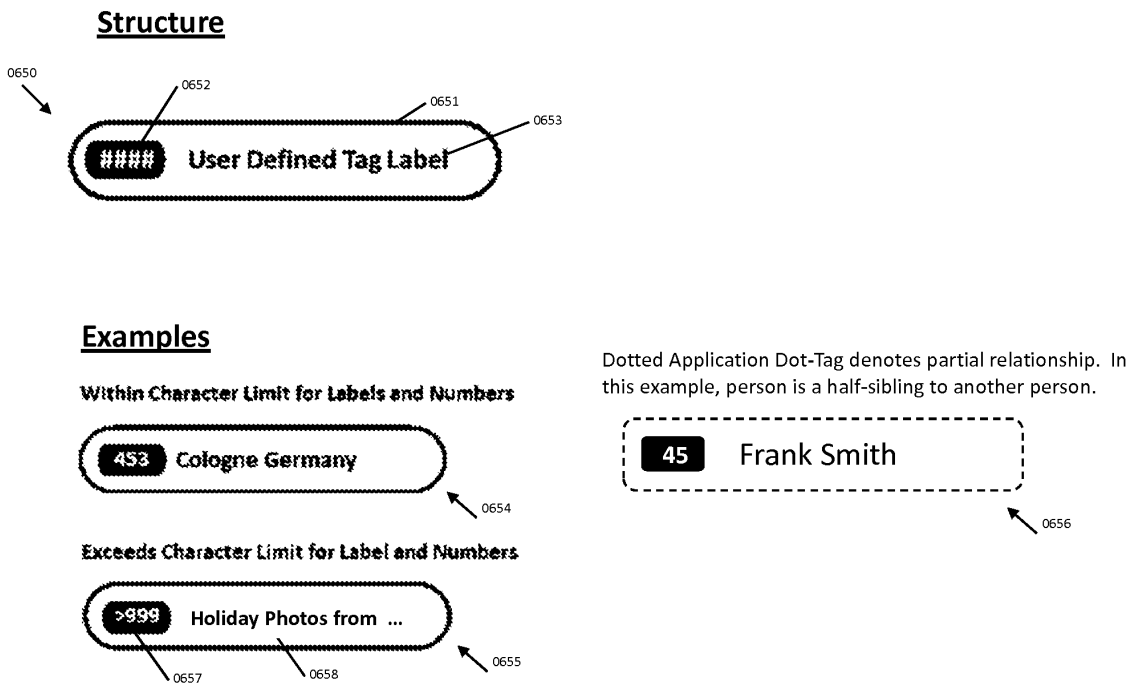 Structure
0650
0652
0651
0653
#### User Defined Tag Label
Examples
Within Character Limit for Labels and Numbers
453 Cologne Germany
0654
Exceeds Character Limit for Label and Numbers
>999 Holiday Photos from ...
0655
0657
0658
Dotted Application Dot-Tag denotes partial relationship. In
this example, person is a half-sibling to another person.
45 Frank Smith
0656